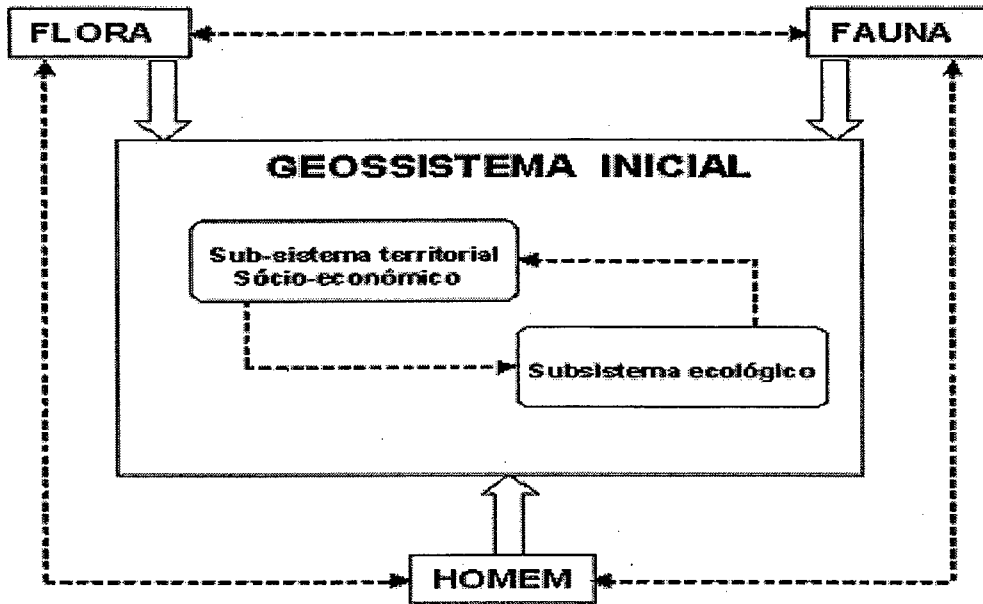 FLORA
FAUNA
GEOSSISTEMA INICIAL
Sub-sistema territorial
Sócio-económico
Subsistema ecológico
HOMEM